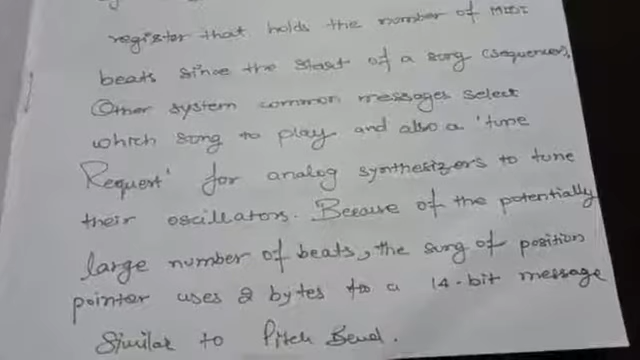 register that holds the number of MIDI
beats since the start of a song (sequence).
Other system common messages select
which song to play and also a 'tune
Request' for analog synthesizers to tune
their oscillators. Because of the potentially
large number of beats, the song of position
pointer uses 2 bytes to a 14-bit message
Similar to Pitch Bend.